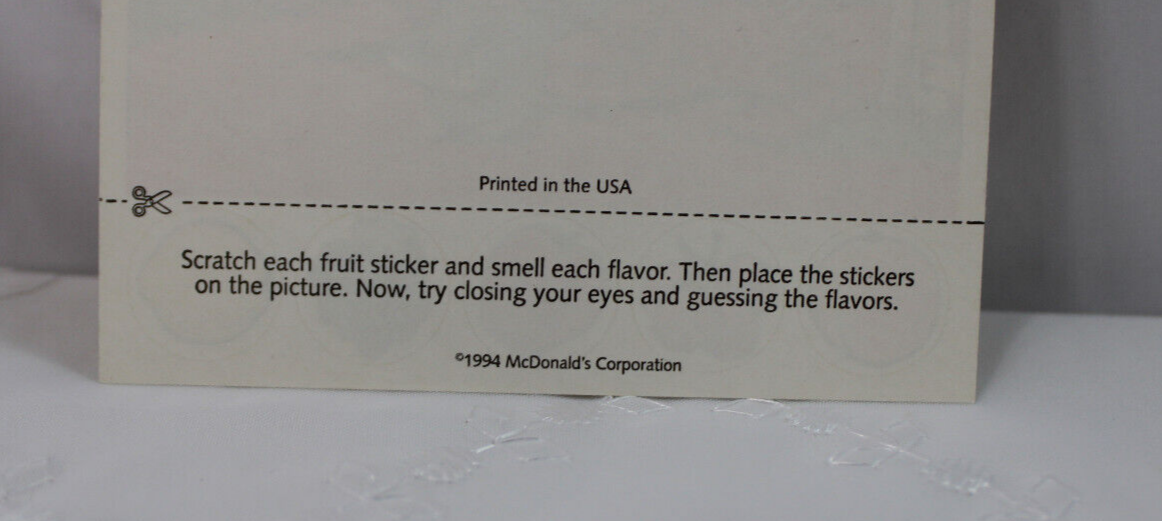 Printed in the USA
Scratch each fruit sticker and smell each flavor. Then place the stickers
on the picture. Now, try closing your eyes and guessing the flavors.
©1994 McDonald's Corporation